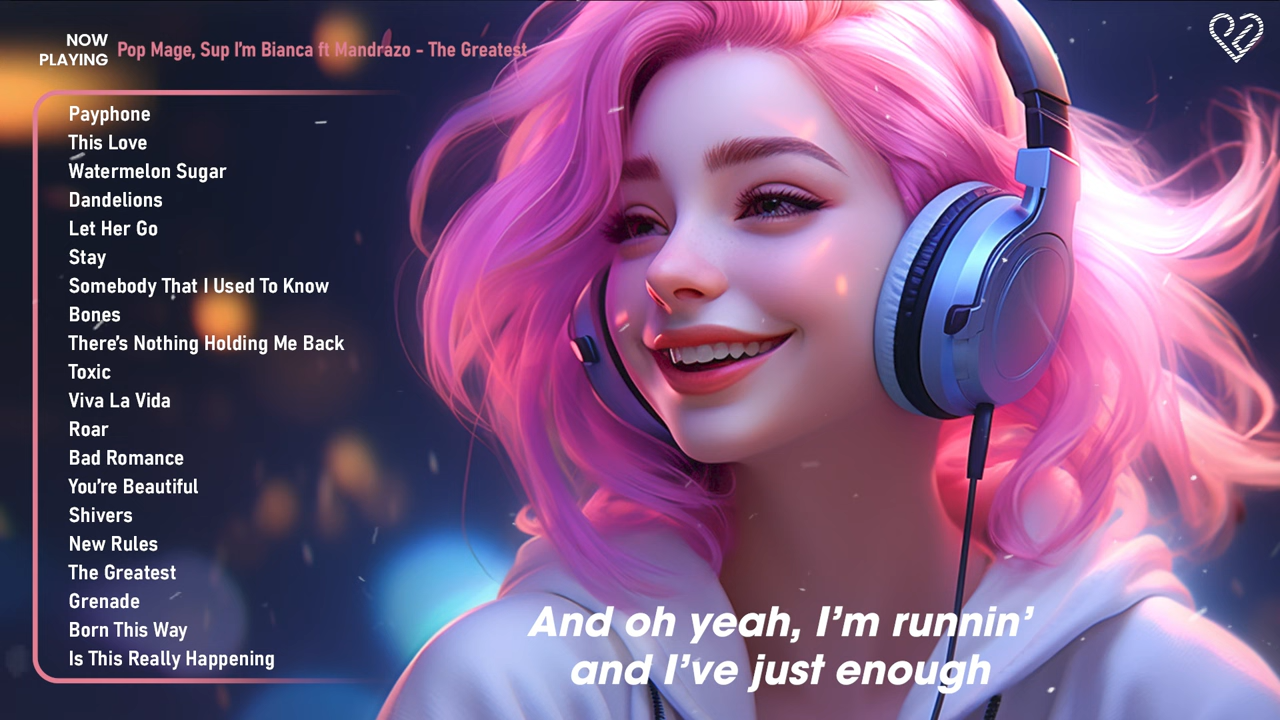 NOW
PLAYING
Pop Mage, Sup I'm Bianca ft Mandrazo - The Greatest
Payphone
This Love
Watermelon Sugar
Dandelions
Let Her Go
Stay
Somebody That I Used To Know
Bones
There's Nothing Holding Me Back
Toxic
Viva La Vida
Roar
Bad Romance
You're Beautiful
Shivers
New Rules
The Greatest
Grenade
Born This Way
Is This Really Happening
And oh yeah, I'm runnin'
and I've just enough